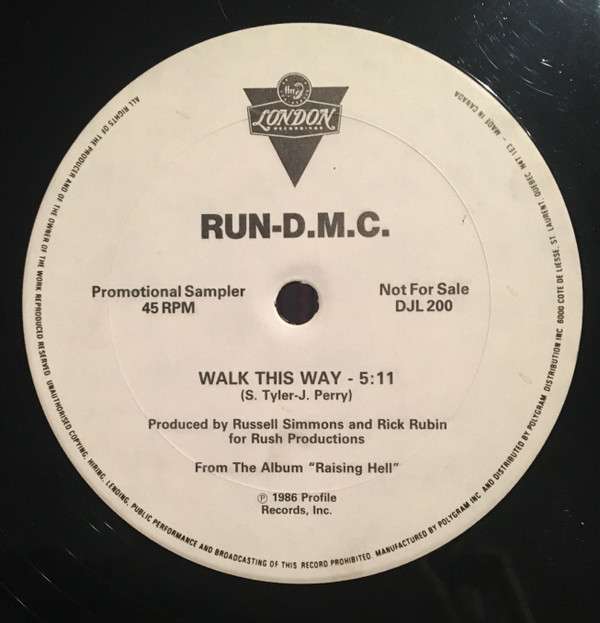 LONDON
RECORDINGS
RUN-D.M.C.
Promotional Sampler
45 RPM
Not For Sale
DJL 200
WALK THIS WAY - 5:11
(S. Tyler-J. Perry)
Produced by Russell Simmons and Rick Rubin
for Rush Productions
From The Album “Raising Hell”
℗ 1986 Profile
Records, Inc.
ALL RIGHTS OF THE PRODUCER AND OF THE OWNER OF THE WORK REPRODUCED RESERVED. UNAUTHORISED COPYING, HIRING, LENDING, PUBLIC PERFORMANCE AND BROADCASTING OF THIS RECORD PROHIBITED. MANUFACTURED BY POLYGRAM INC. AND DISTRIBUTED BY POLYGRAM DISTRIBUTION INC. 6000 COTE DE LIESSE, ST LAURENT, QUEBEC H4T 1E3 - MADE IN CANADA